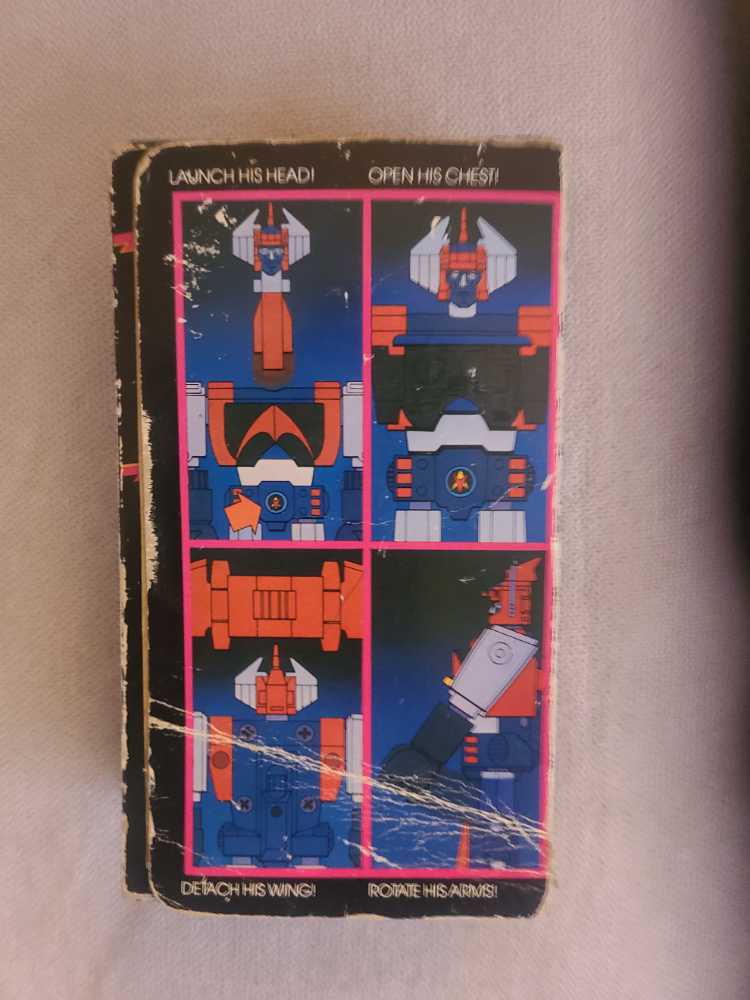 LAUNCH HIS HEAD!
OPEN HIS CHEST!
DETACH HIS WING!
ROTATE HIS ARMS!